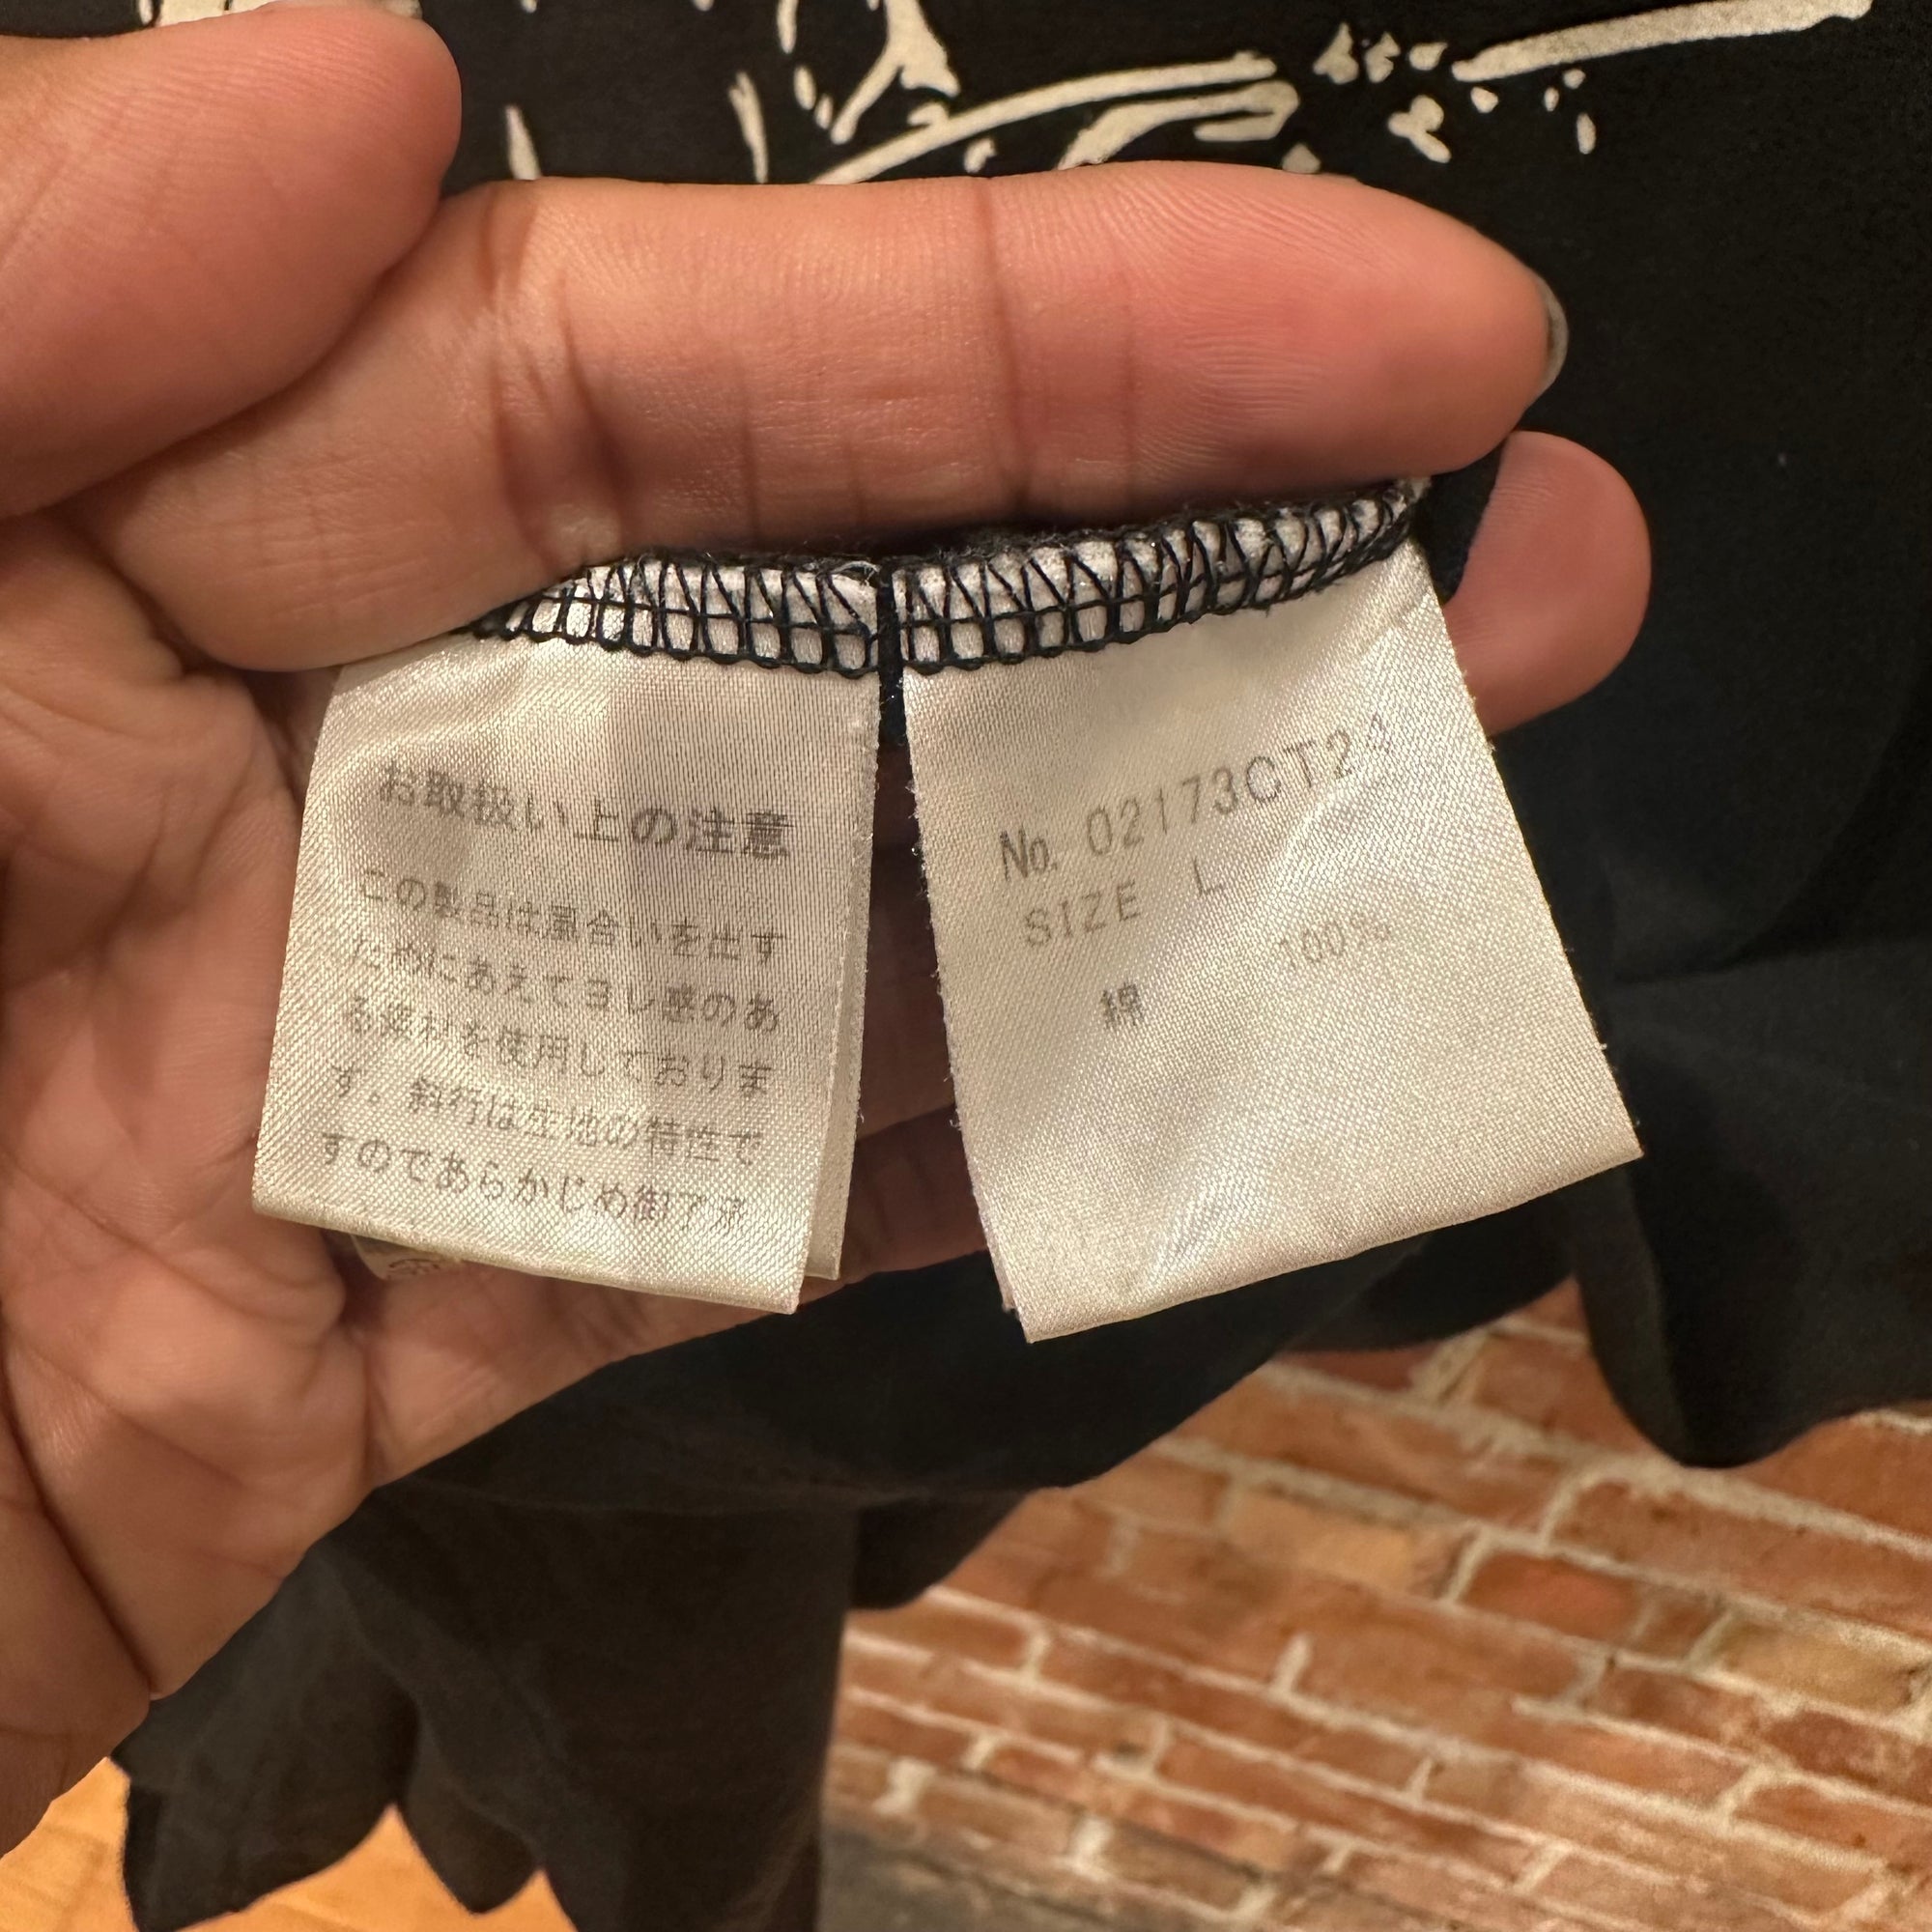 お取扱い上の注意
この製品は風合いを出す
ためにあえてヨレ感のあ
る素材を使用しておりま
す。斜行は生地の特性で
すのであらかじめ御了承
No. 02173CT24
SIZE L
綿 100%